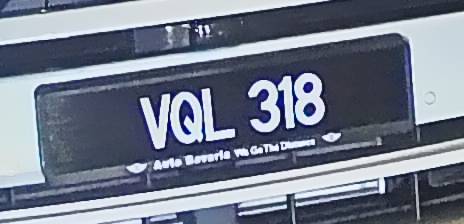 VQL 318
Auto Bavaria We Go The Distance